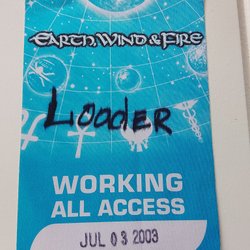 EARTH, WIND & FIRE
LOADER
WORKING
ALL ACCESS
JUL 03 2003